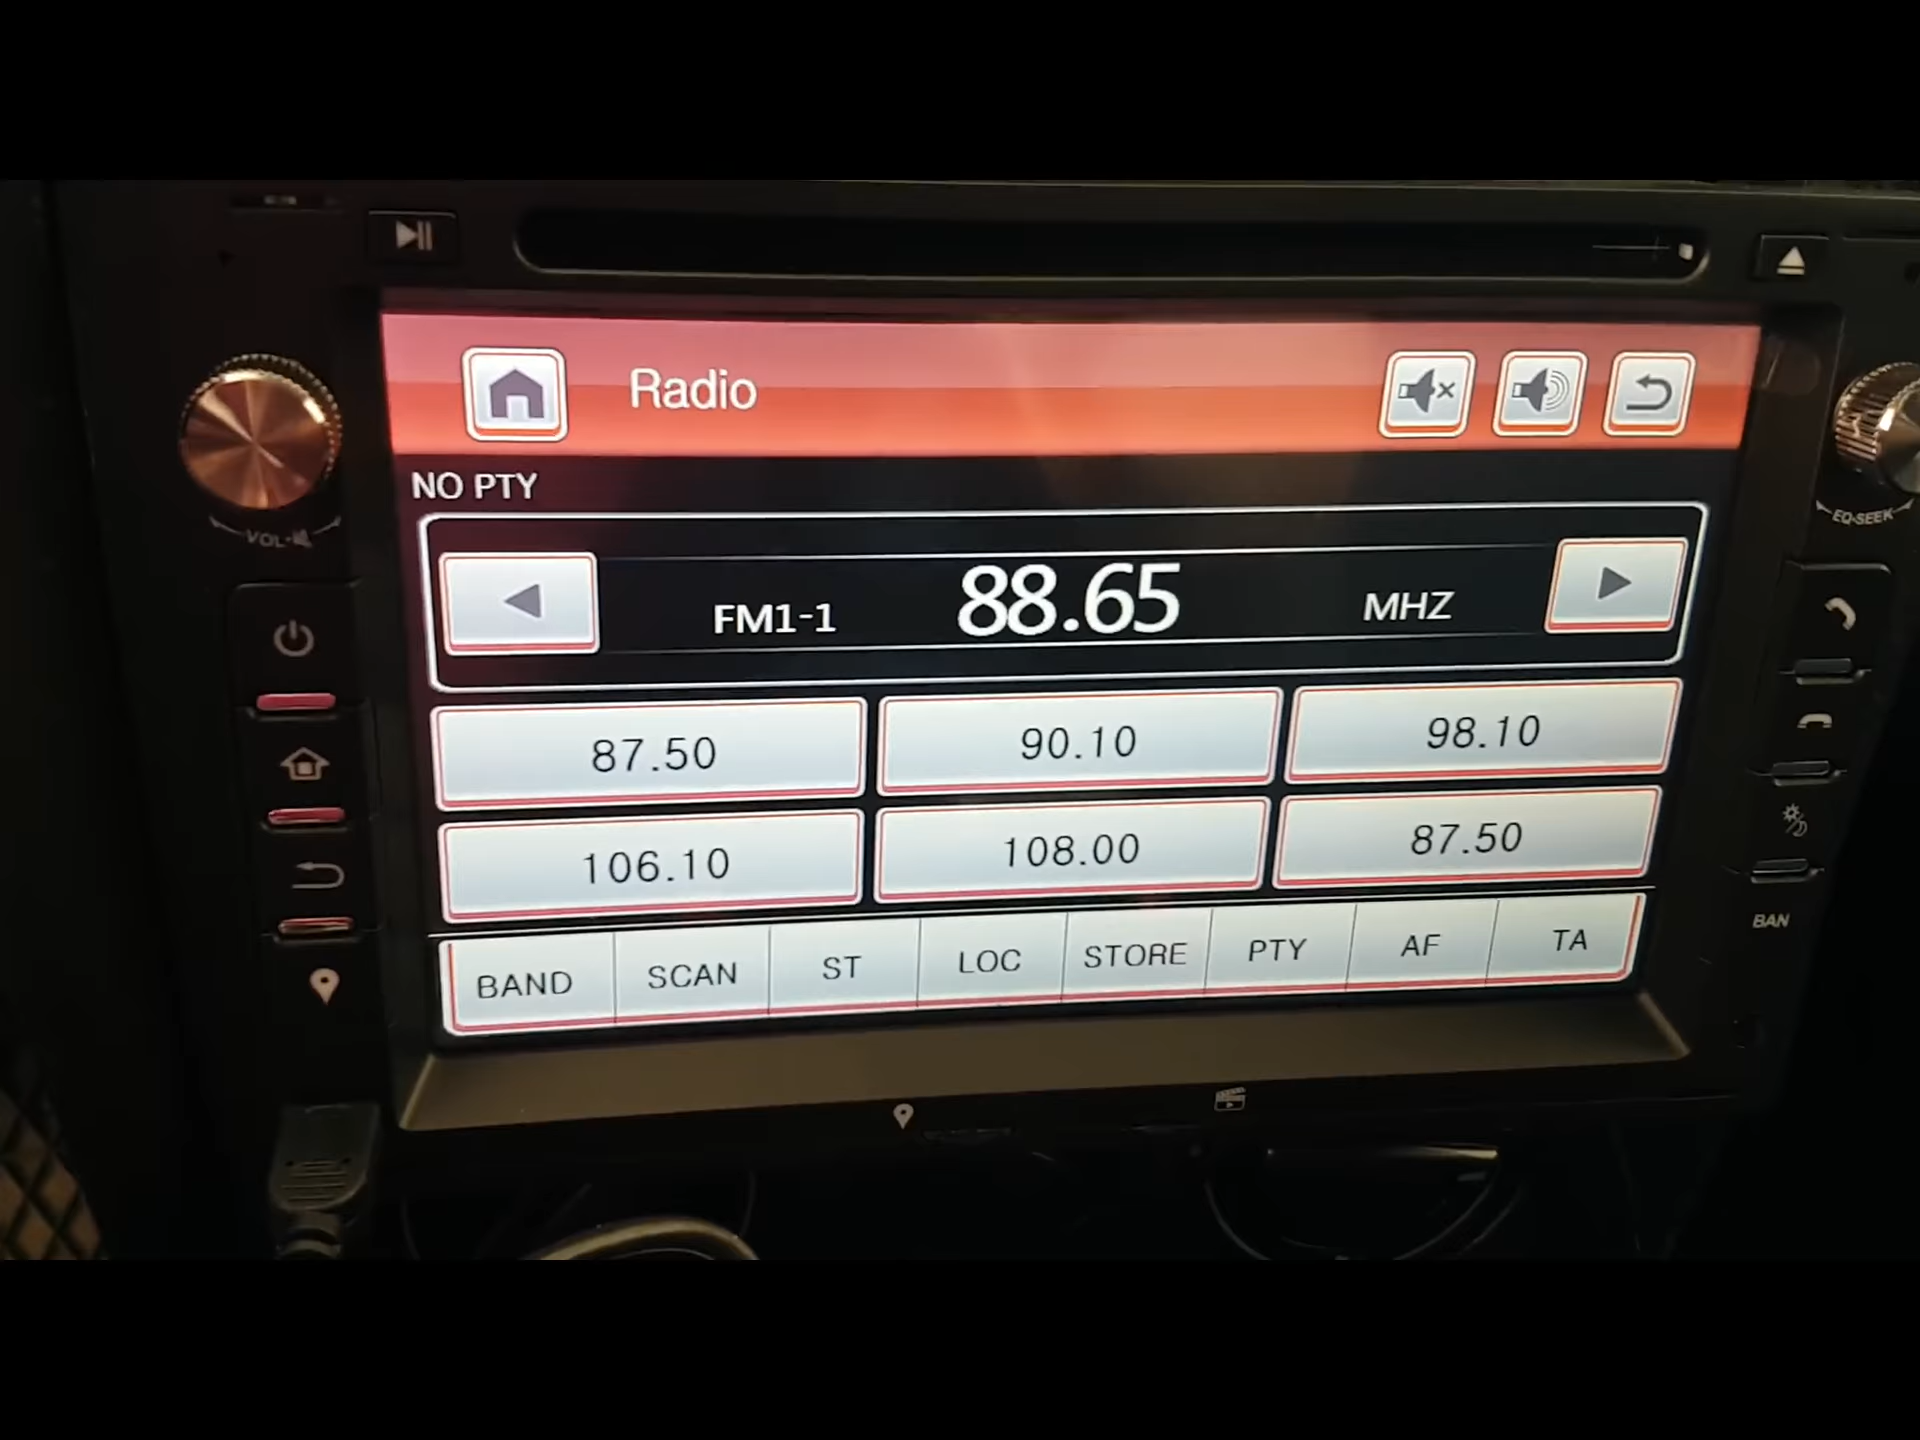 Radio
NO PTY
FM1-1 88.65 MHZ
87.50 90.10 98.10
106.10 108.00 87.50
BAND SCAN ST LOC STORE PTY AF TA
VOL-
EQ-SEEK
BAN